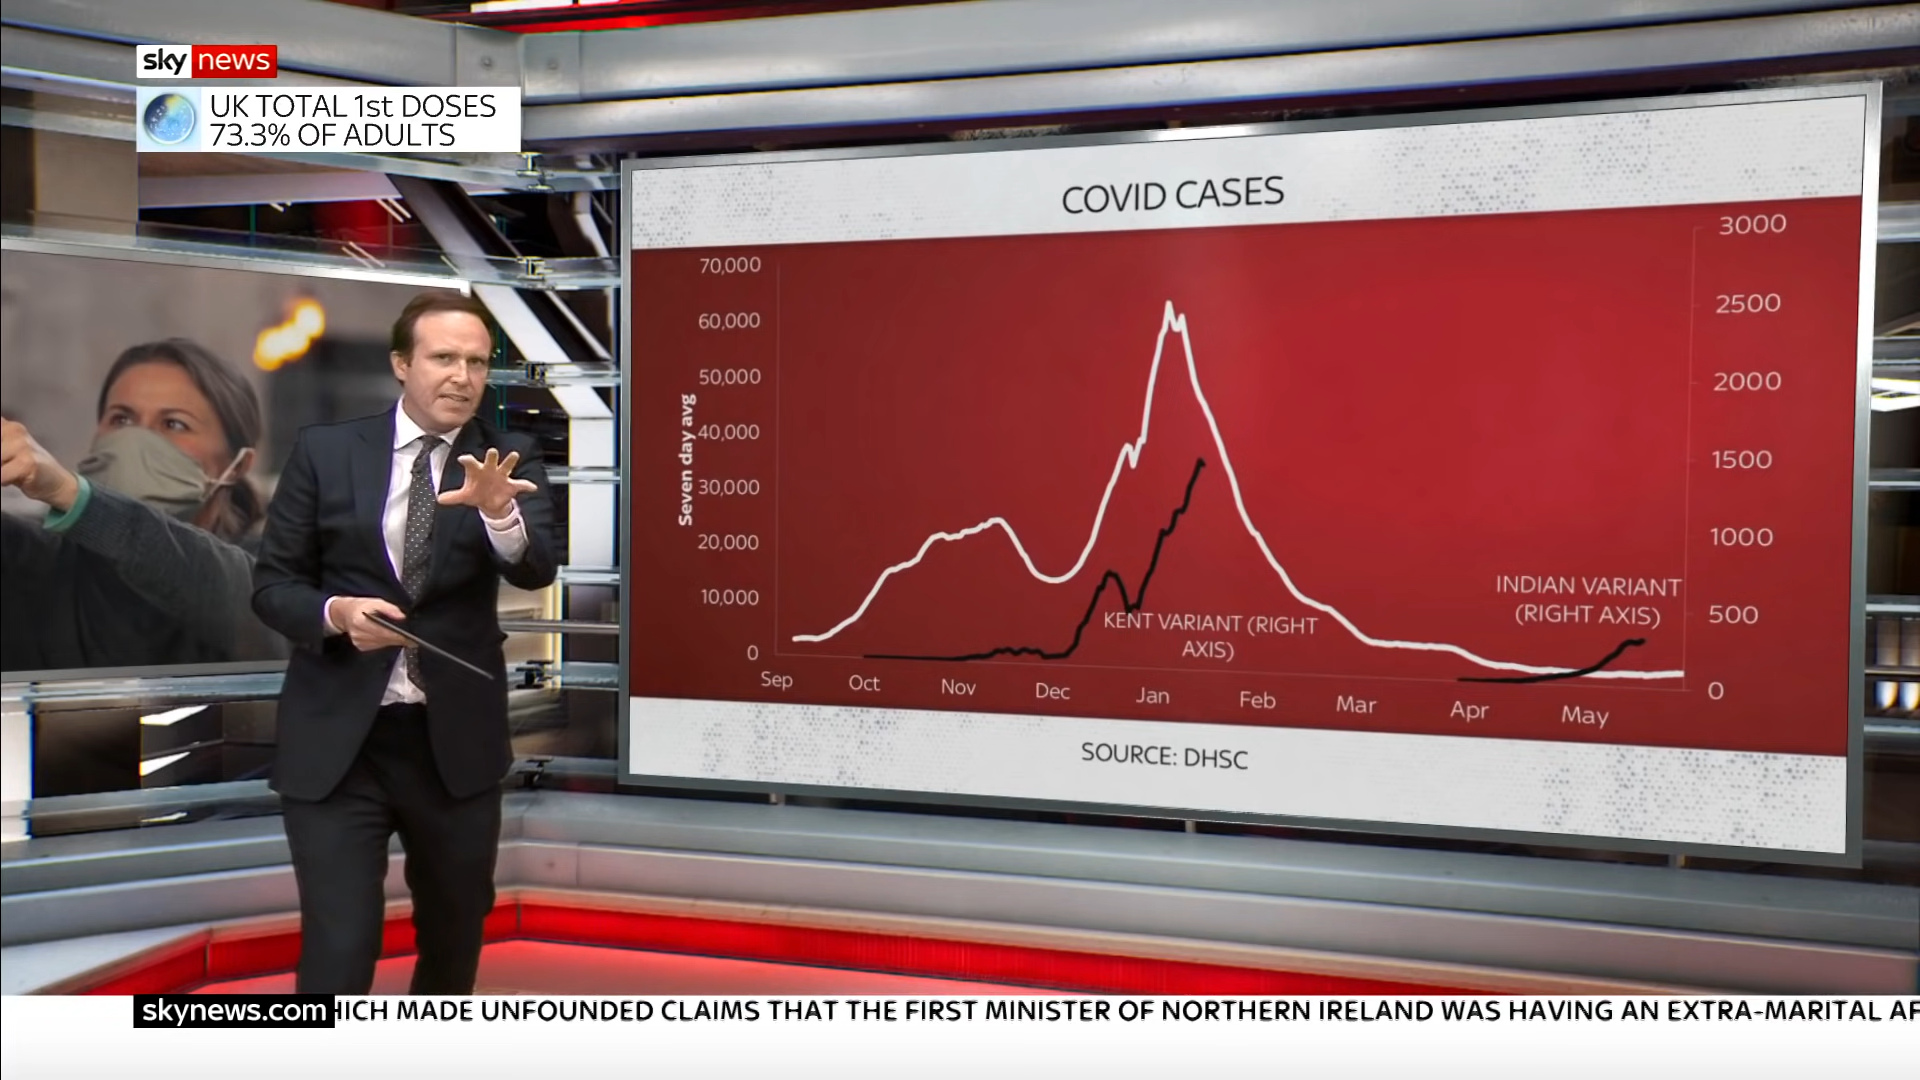 sky news
UK TOTAL 1st DOSES
73.3% OF ADULTS
COVID CASES
70,000
60,000
50,000
40,000
30,000
20,000
10,000
0
Seven day avg
3000
2500
2000
1500
1000
500
0
INDIAN VARIANT
(RIGHT AXIS)
KENT VARIANT (RIGHT
AXIS)
Sep Oct Nov Dec Jan Feb Mar Apr May
SOURCE: DHSC
skynews.com HICH MADE UNFOUNDED CLAIMS THAT THE FIRST MINISTER OF NORTHERN IRELAND WAS HAVING AN EXTRA-MARITAL AF